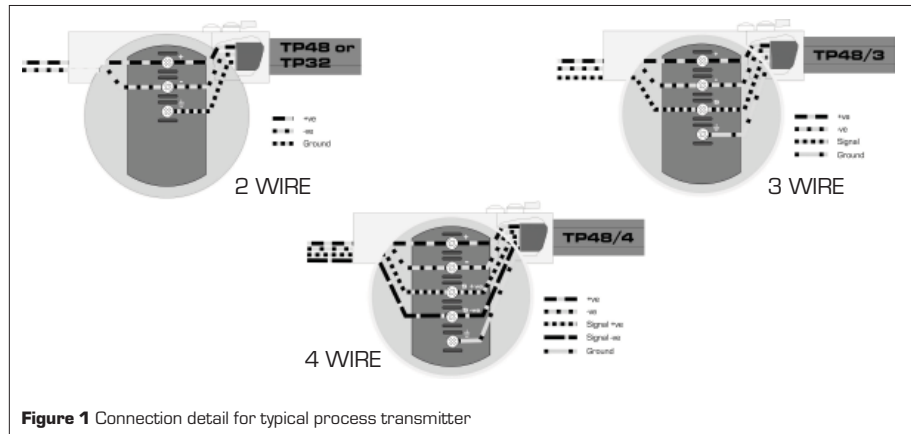 TP48 or
TP32
+ve
-ve
Ground
2 WIRE
TP48/3
+ve
-ve
Signal
Ground
3 WIRE
TP48/4
+ve
-ve
Signal +ve
Signal -ve
Ground
4 WIRE
Figure 1 Connection detail for typical process transmitter